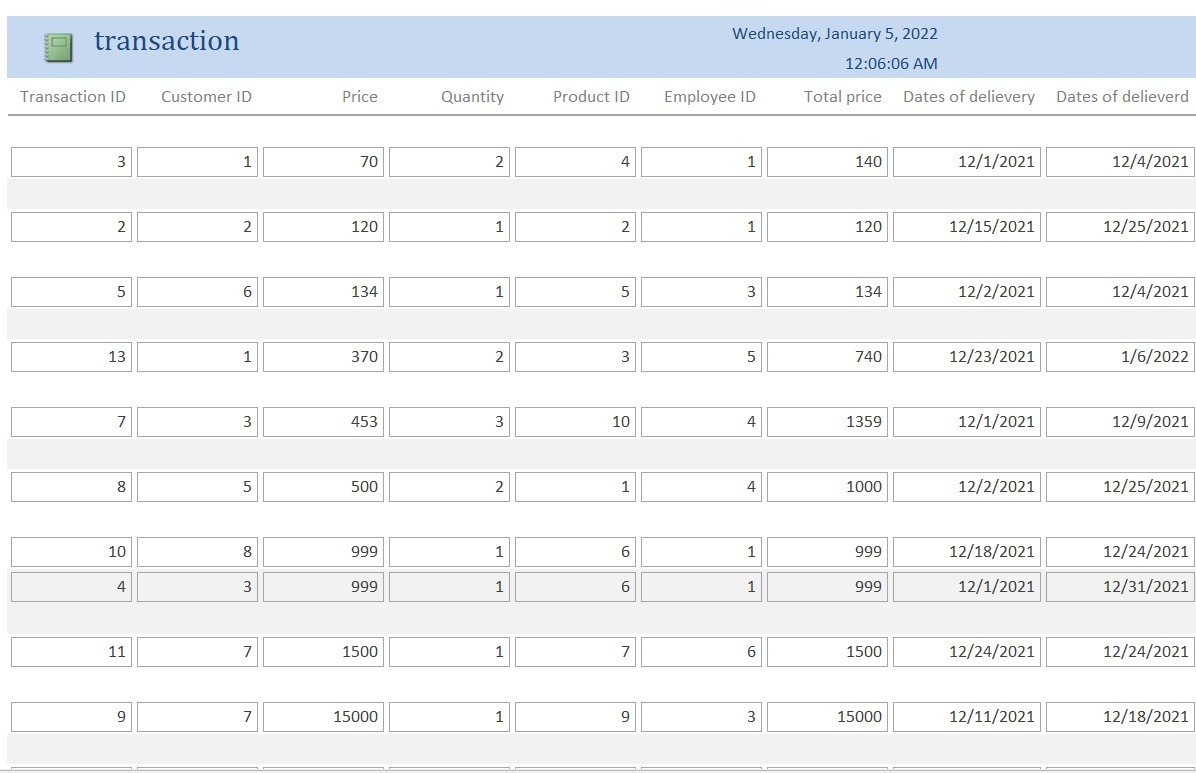 transaction
Wednesday, January 5, 2022
12:06:06 AM
Transaction ID Customer ID Price Quantity Product ID Employee ID Total price Dates of delievery Dates of delieverd
3 1 70 2 4 1 140 12/1/2021 12/4/2021
2 2 120 1 2 1 120 12/15/2021 12/25/2021
5 6 134 1 5 3 134 12/2/2021 12/4/2021
13 1 370 2 3 5 740 12/23/2021 1/6/2022
7 3 453 3 10 4 1359 12/1/2021 12/9/2021
8 5 500 2 1 4 1000 12/2/2021 12/25/2021
10 8 999 1 6 1 999 12/18/2021 12/24/2021
4 3 999 1 6 1 999 12/1/2021 12/31/2021
11 7 1500 1 7 6 1500 12/24/2021 12/24/2021
9 7 15000 1 9 3 15000 12/11/2021 12/18/2021